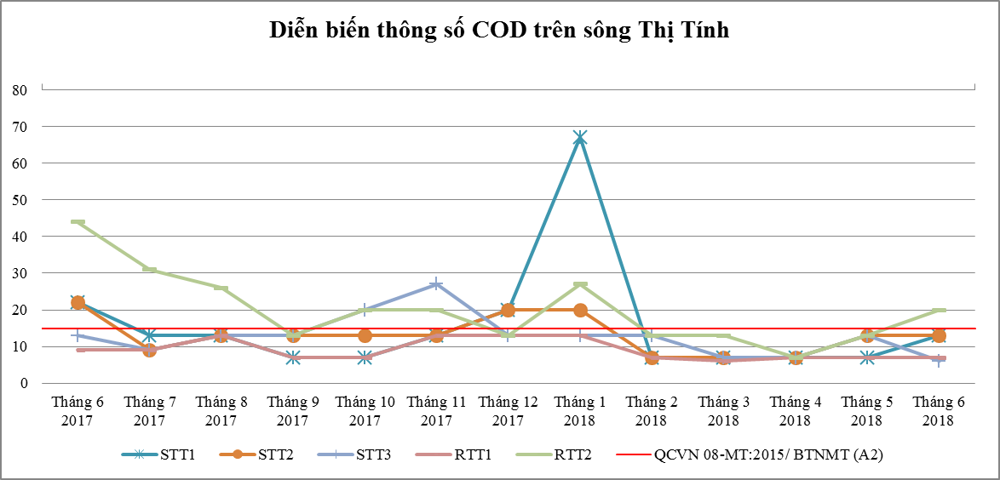 Diễn biến thông số COD trên sông Thị Tính
80
70
60
50
40
30
20
10
0
Tháng 6 Tháng 7 Tháng 8 Tháng 9 Tháng 10 Tháng 11 Tháng 12 Tháng 1 Tháng 2 Tháng 3 Tháng 4 Tháng 5 Tháng 6
2017 2017 2017 2017 2017 2017 2017 2018 2018 2018 2018 2018 2018
STT1 STT2 STT3 RTT1 RTT2 QCVN 08-MT:2015/ BTNMT (A2)